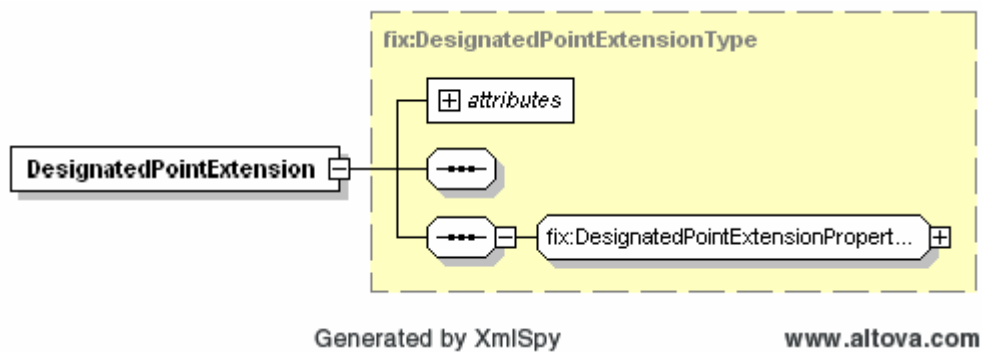 fix:DesignatedPointExtensionType
attributes
DesignatedPointExtension
fix:DesignatedPointExtensionPropert...
Generated by XmlSpy www.altova.com